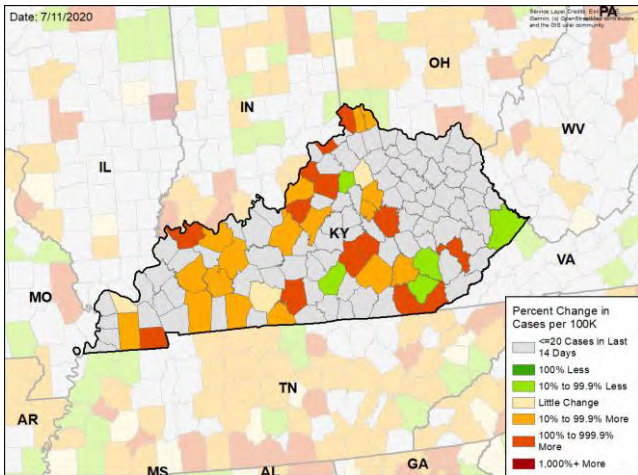 Date: 7/11/2020
Service Layer Credits:
and the GIS user community
PA
OH
IN
WV
IL
KY
VA
MO
TN
AR
MS
AL
GA
Percent Change in
Cases per 100K
<=20 Cases in Last
14 Days
100% Less
10% to 99.9% Less
Little Change
10% to 99.9% More
100% to 999.9%
More
1,000%+ More